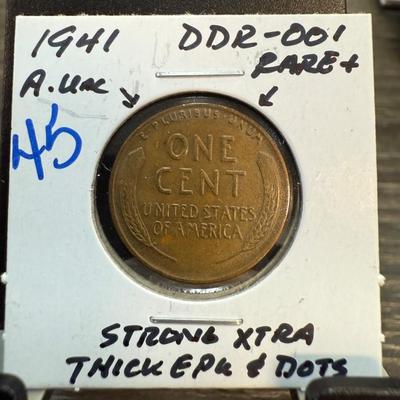 1941 DDR-001
A.Unc RARE+
45
E·PLURIBUS·UNUM
ONE
CENT
UNITED STATES
OF AMERICA
STRONG XTRA
THICK EPU & DOTS